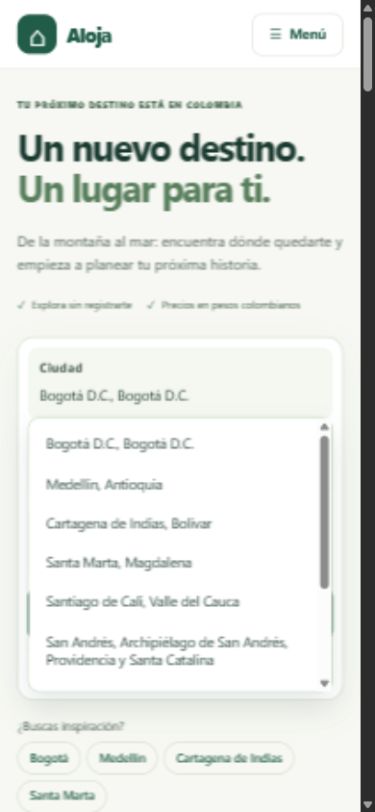 Aloja
☰ Menú
TU PRÓXIMO DESTINO ESTÁ EN COLOMBIA
Un nuevo destino.
Un lugar para ti.
De la montaña al mar: encuentra dónde quedarte y
empieza a planear tu próxima historia.
✓ Explora sin registrarte ✓ Precios en pesos colombianos
Ciudad
Bogotá D.C., Bogotá D.C.
Bogotá D.C., Bogotá D.C.
Medellín, Antioquia
Cartagena de Indias, Bolívar
Santa Marta, Magdalena
Santiago de Cali, Valle del Cauca
San Andrés, Archipiélago de San Andrés,
Providencia y Santa Catalina
¿Buscas inspiración?
Bogotá Medellín Cartagena de Indias
Santa Marta